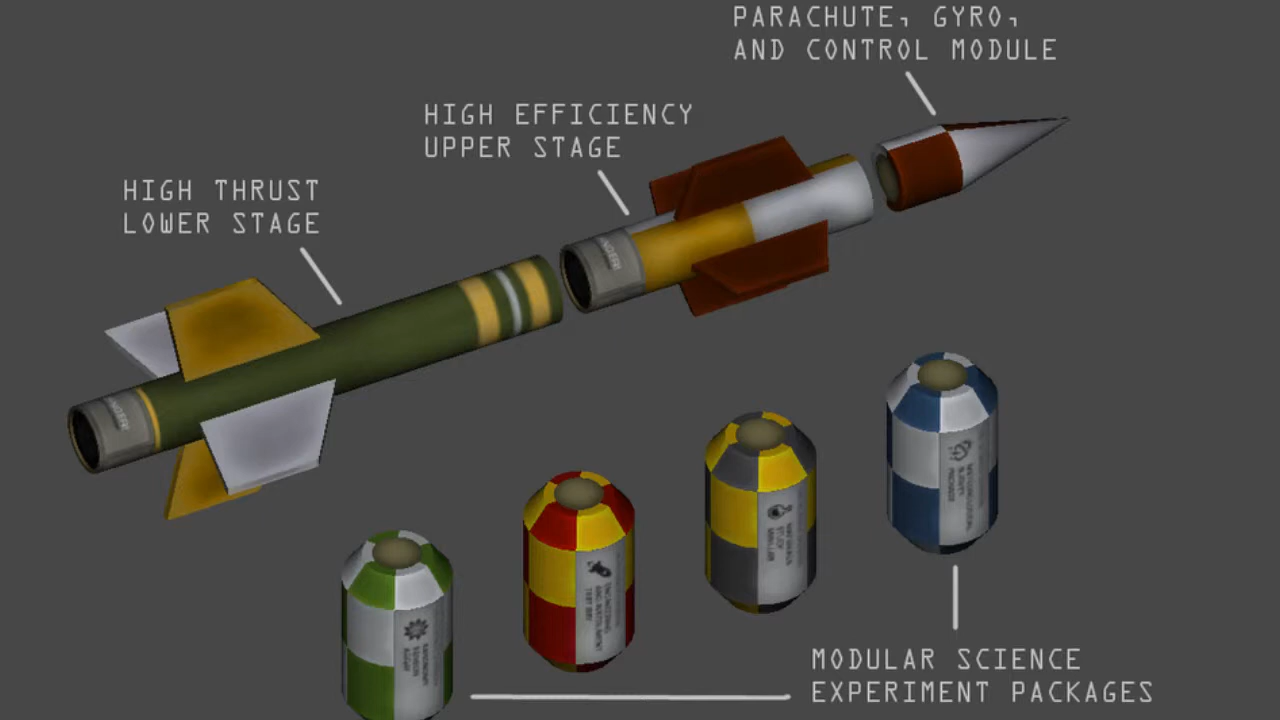 PARACHUTE, GYRO,
AND CONTROL MODULE
HIGH EFFICIENCY
UPPER STAGE
HIGH THRUST
LOWER STAGE
MODULAR SCIENCE
EXPERIMENT PACKAGES